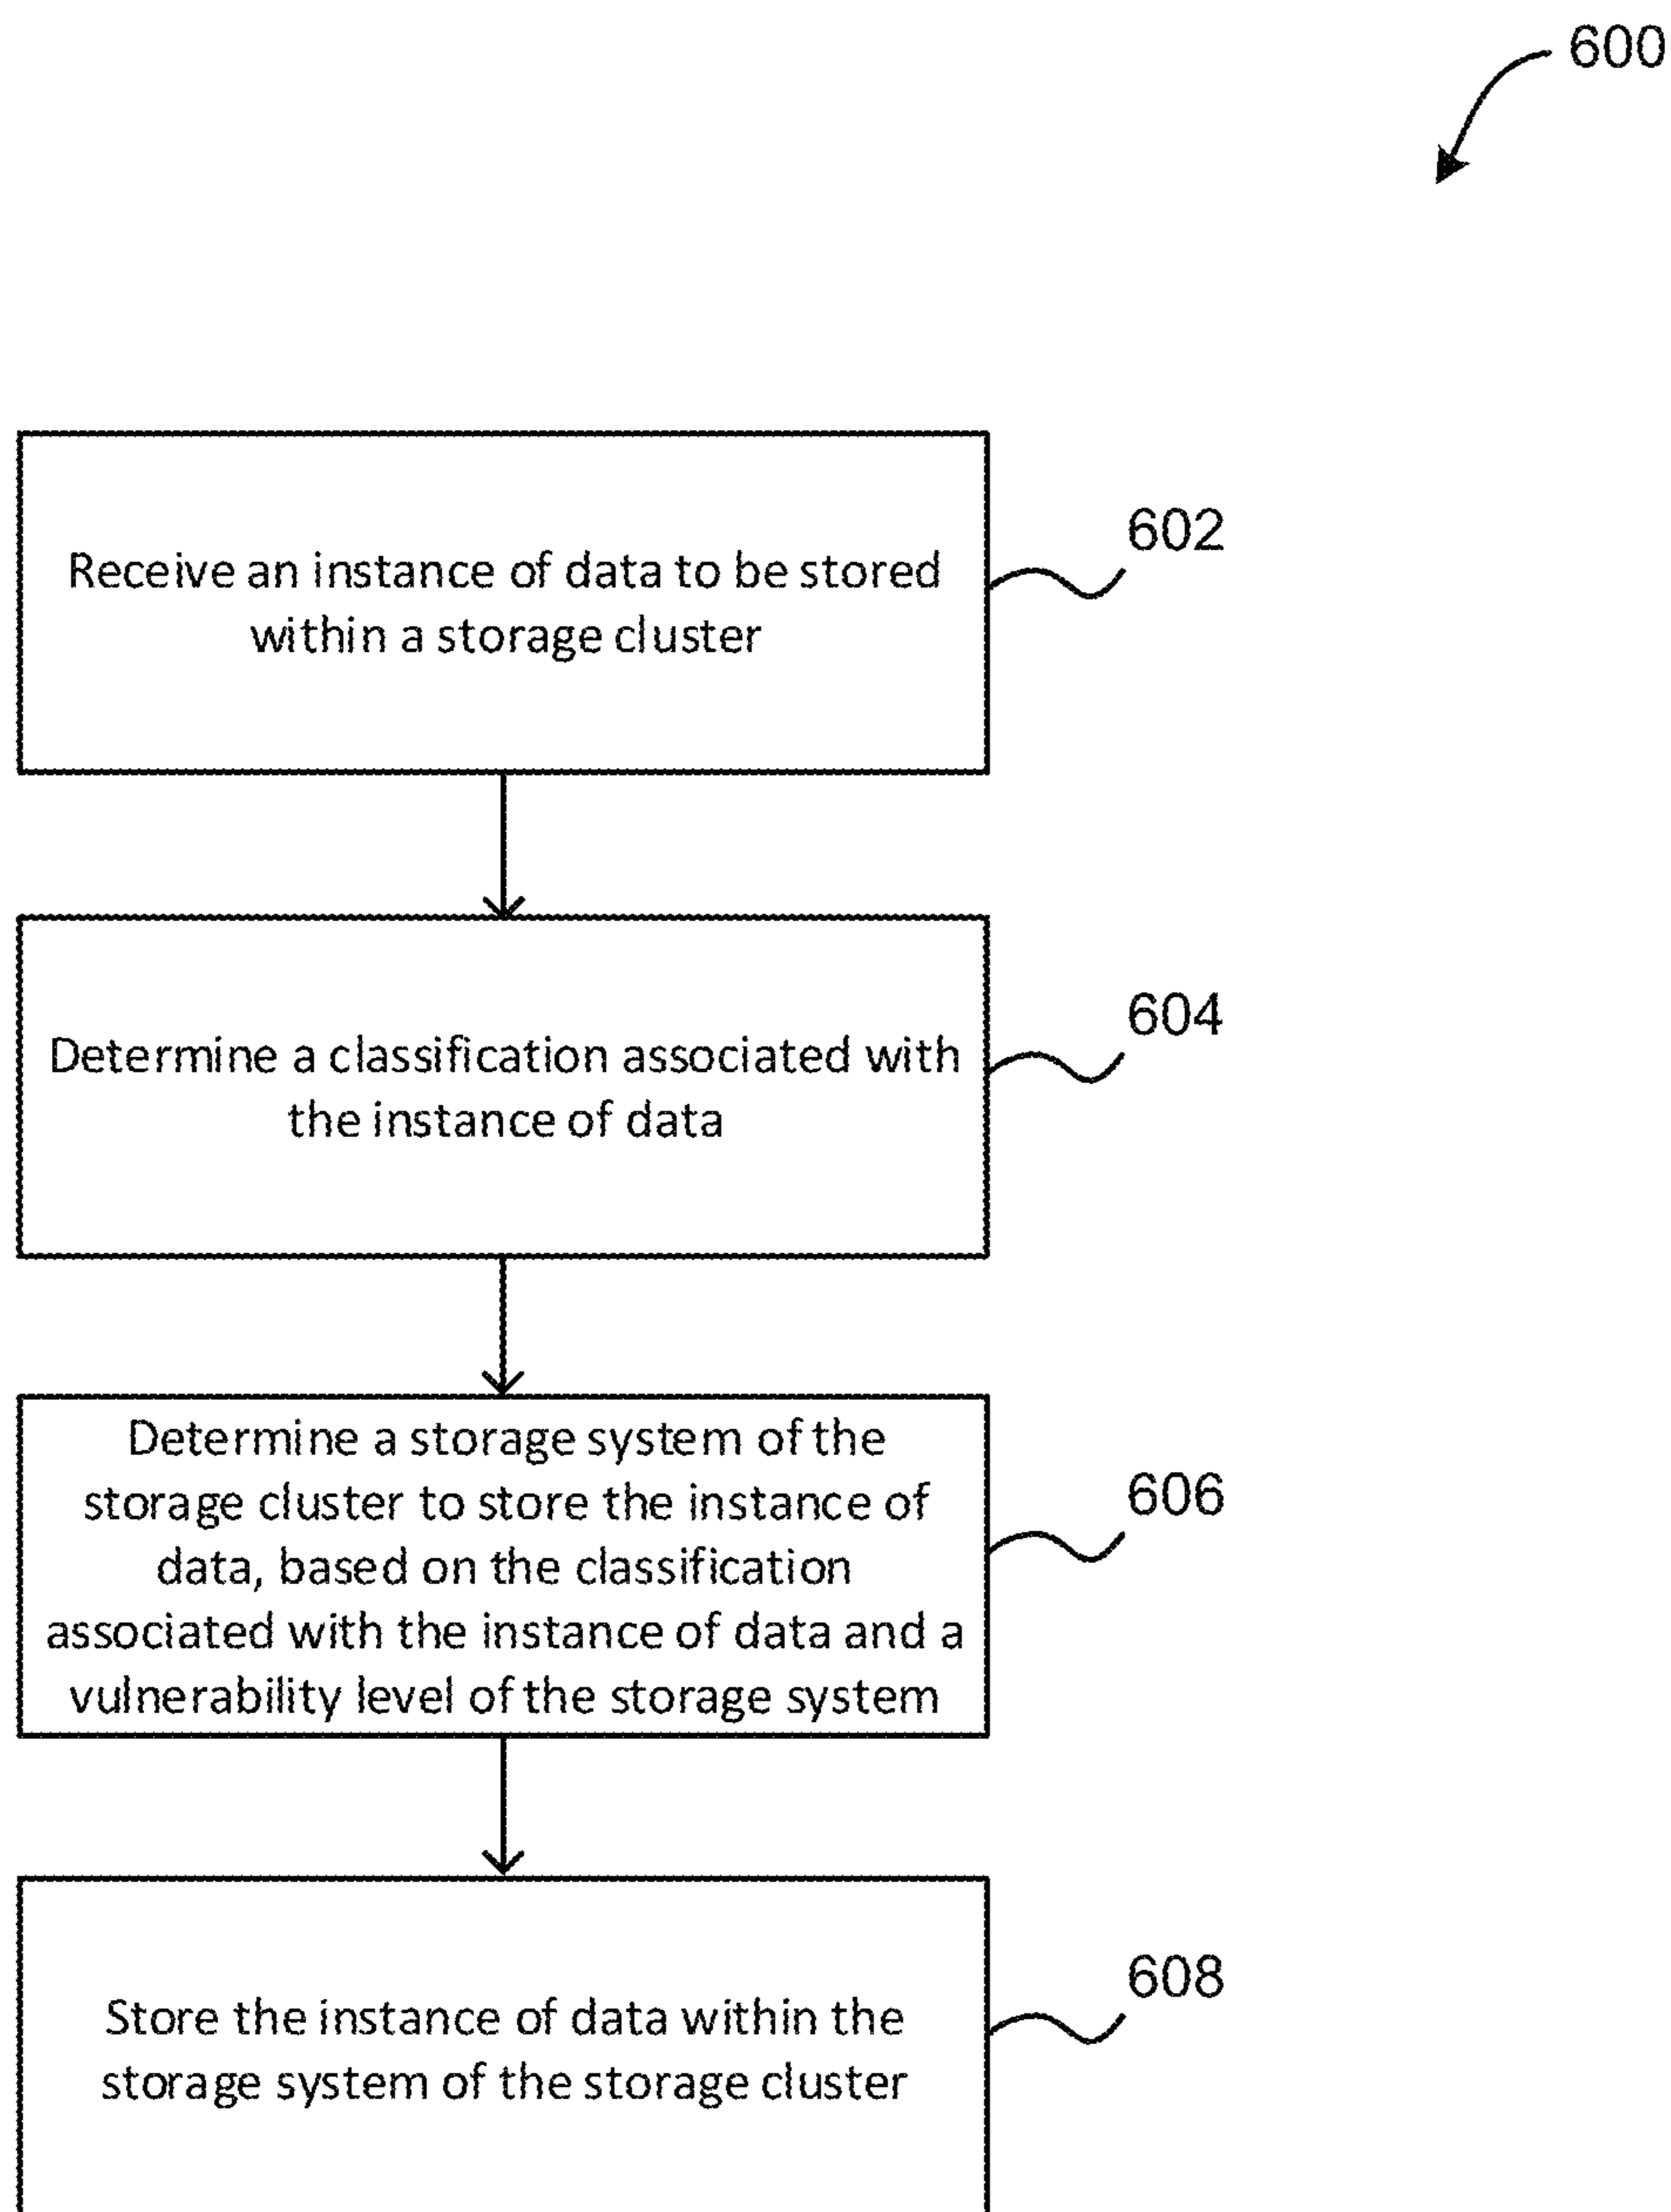 600
Receive an instance of data to be stored
within a storage cluster
602
Determine a classification associated with
the instance of data
604
Determine a storage system of the
storage cluster to store the instance of
data, based on the classification
associated with the instance of data and a
vulnerability level of the storage system
606
Store the instance of data within the
storage system of the storage cluster
608